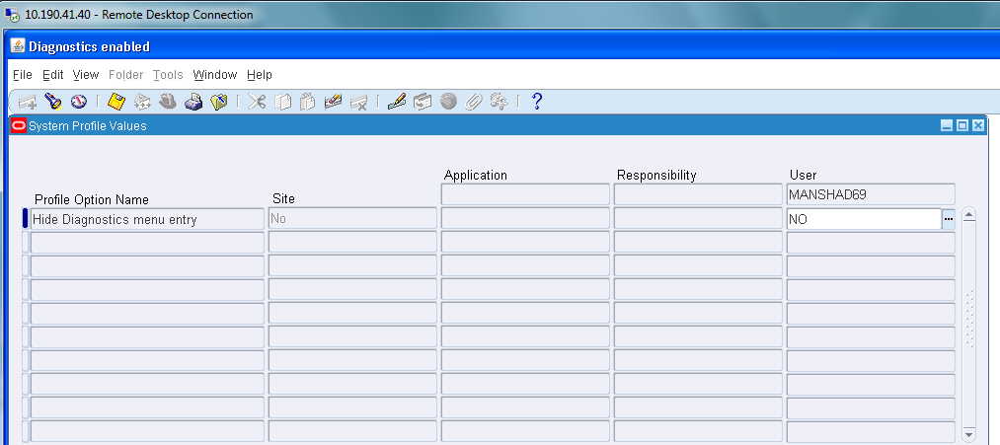 10.190.41.40 - Remote Desktop Connection
Diagnostics enabled
File Edit View Folder Tools Window Help
?
System Profile Values
Application Responsibility User
Profile Option Name Site
MANSHAD69
Hide Diagnostics menu entry No NO ...